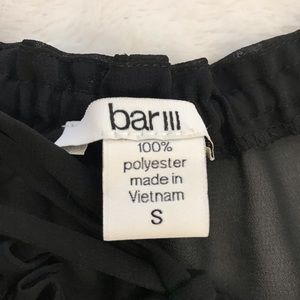 bar III
100%
polyester
made in
Vietnam
S